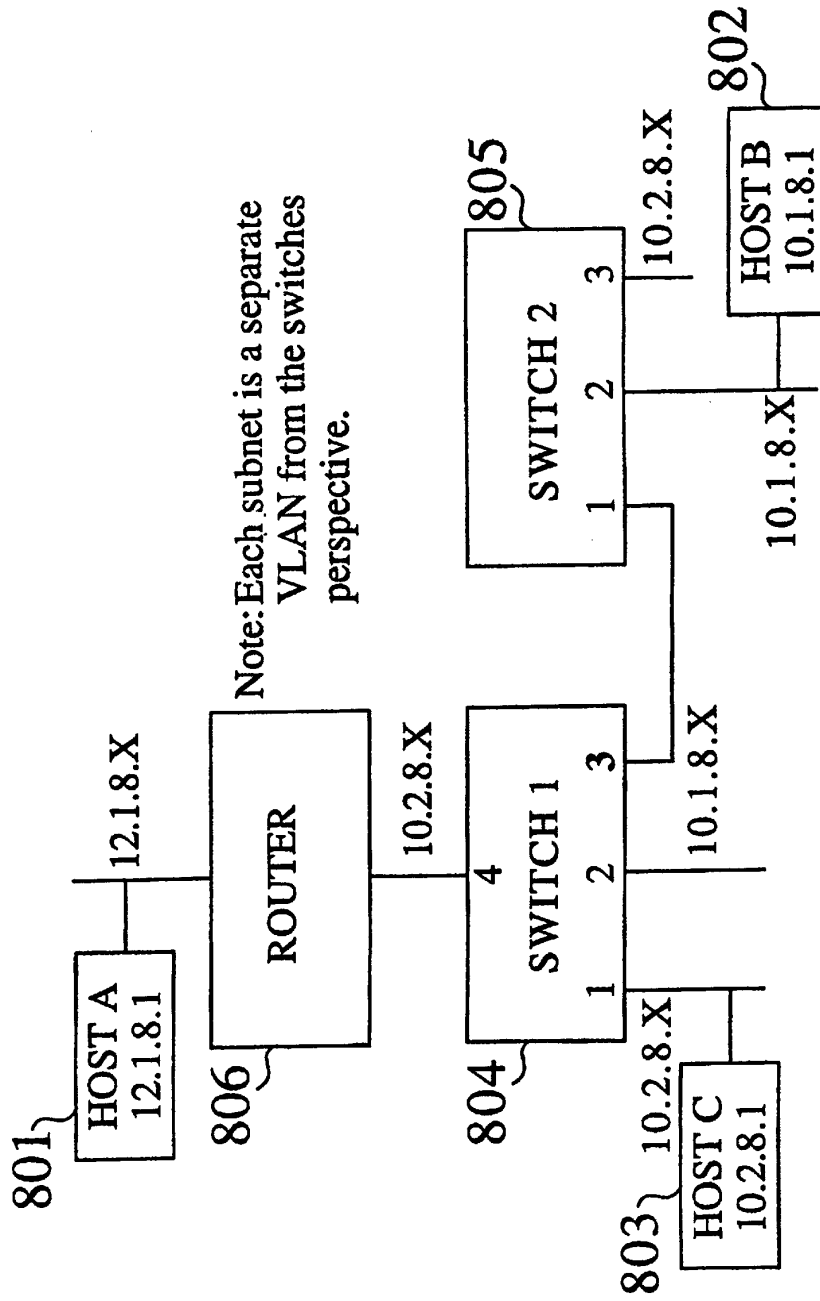 801
HOST A
12.1.8.1
12.1.8.X
806
ROUTER
Note: Each subnet is a separate
VLAN from the switches
perspective.
10.2.8.X
804
4
SWITCH 1
1
2
3
805
SWITCH 2
1
2
3
10.2.8.X
10.1.8.X
10.2.8.X
803
HOST C
10.2.8.1
10.1.8.X
802
HOST B
10.1.8.1